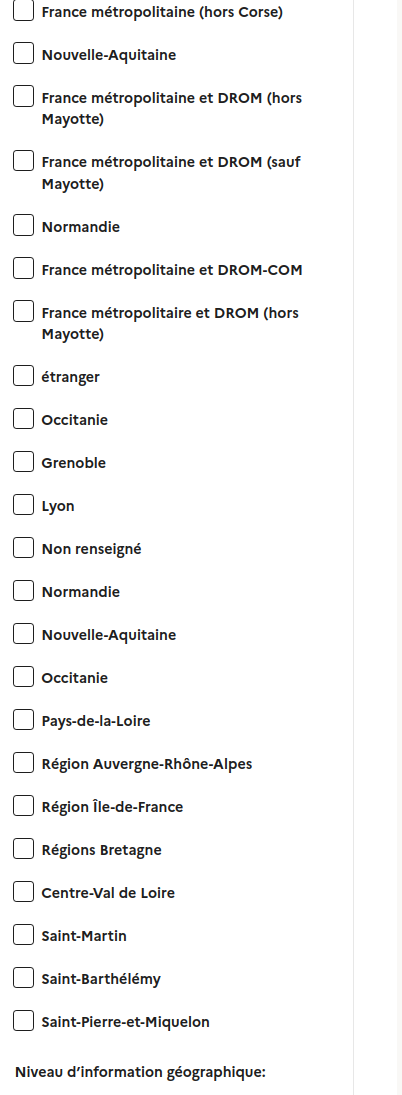 France métropolitaine (hors Corse)
Nouvelle-Aquitaine
France métropolitaine et DROM (hors
Mayotte)
France métropolitaine et DROM (sauf
Mayotte)
Normandie
France métropolitaine et DROM-COM
France métropolitaire et DROM (hors
Mayotte)
étranger
Occitanie
Grenoble
Lyon
Non renseigné
Normandie
Nouvelle-Aquitaine
Occitanie
Pays-de-la-Loire
Région Auvergne-Rhône-Alpes
Région Île-de-France
Régions Bretagne
Centre-Val de Loire
Saint-Martin
Saint-Barthélémy
Saint-Pierre-et-Miquelon
Niveau d'information géographique: